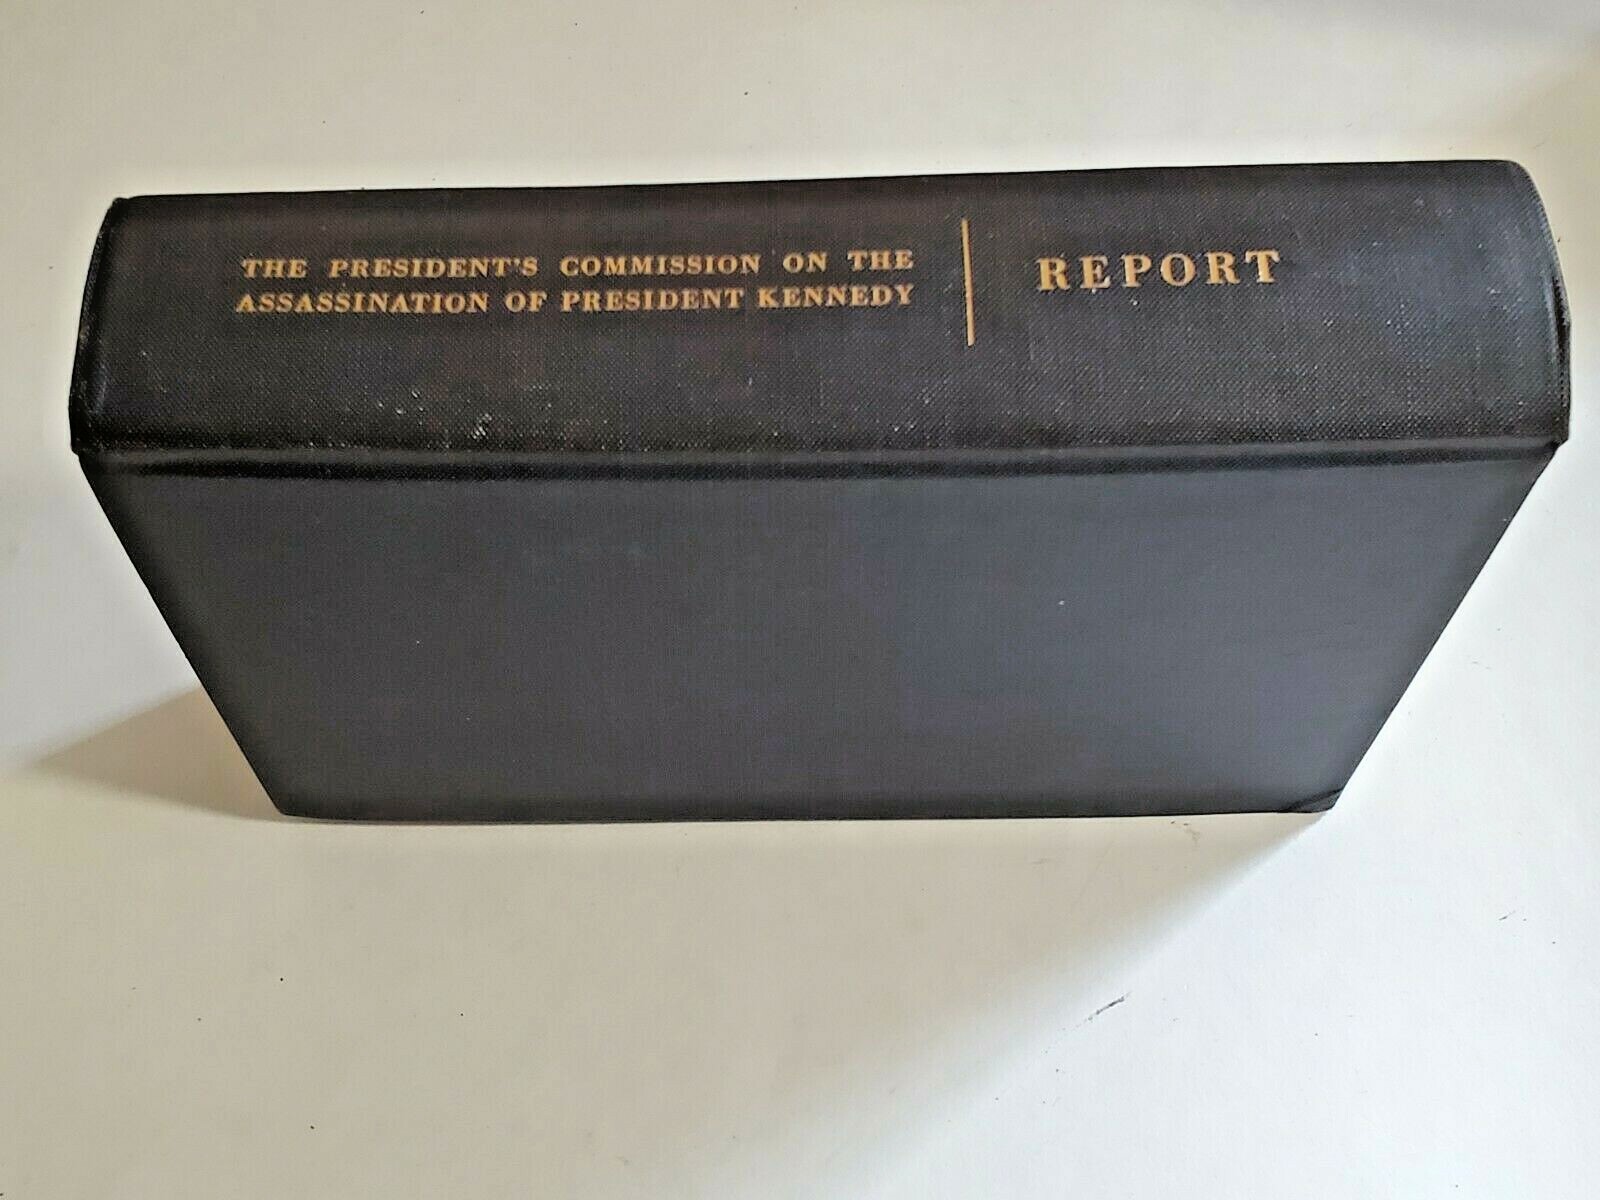 THE PRESIDENT'S COMMISSION ON THE
ASSASSINATION OF PRESIDENT KENNEDY
REPORT